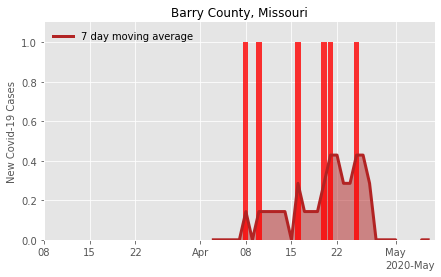 Barry County, Missouri
7 day moving average
New Covid-19 Cases
1.0
0.8
0.6
0.4
0.2
0.0
08 15 22 Apr 08 15 22 May
2020-May